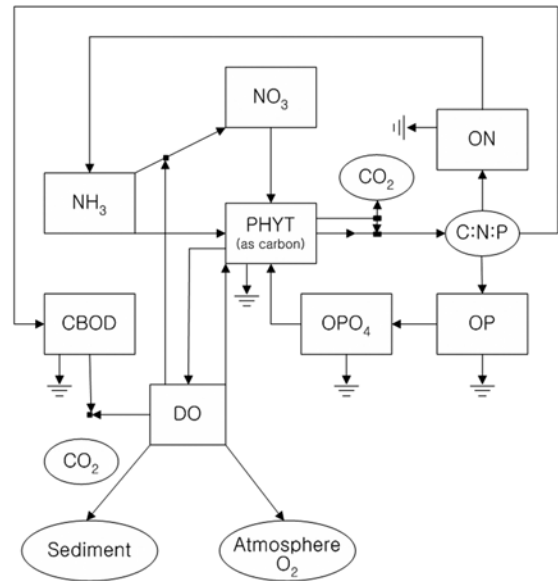 NO₃
ON
CO₂
NH₃
PHYT
(as carbon)
C:N:P
CBOD
OPO₄
OP
DO
CO₂
Sediment
Atmosphere
O₂